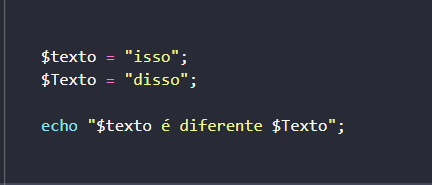 $texto = "isso";
$Texto = "disso";
echo "$texto é diferente $Texto";